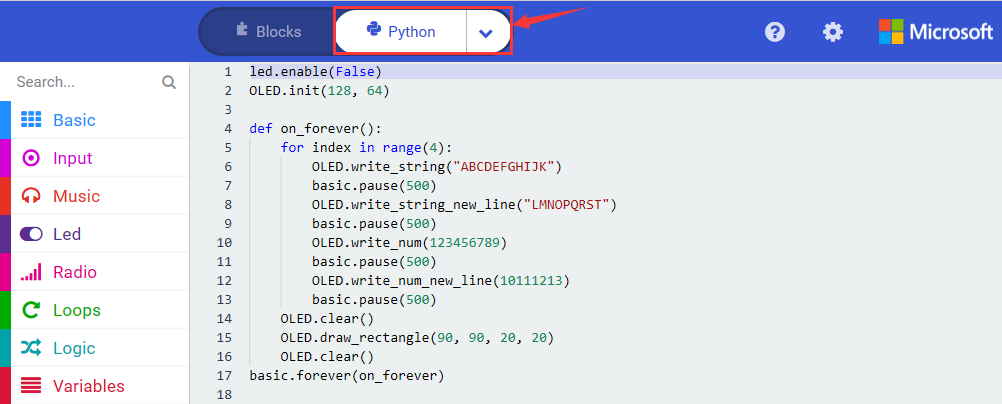 Blocks
Python
Microsoft
Search...
Basic
Input
Music
Led
Radio
Loops
Logic
Variables
1 led.enable(False)
2 OLED.init(128, 64)
3
4 def on_forever():
5     for index in range(4):
6         OLED.write_string("ABCDEFGHIJK")
7         basic.pause(500)
8         OLED.write_string_new_line("LMNOPQRST")
9         basic.pause(500)
10         OLED.write_num(123456789)
11         basic.pause(500)
12         OLED.write_num_new_line(10111213)
13         basic.pause(500)
14     OLED.clear()
15     OLED.draw_rectangle(90, 90, 20, 20)
16     OLED.clear()
17 basic.forever(on_forever)
18